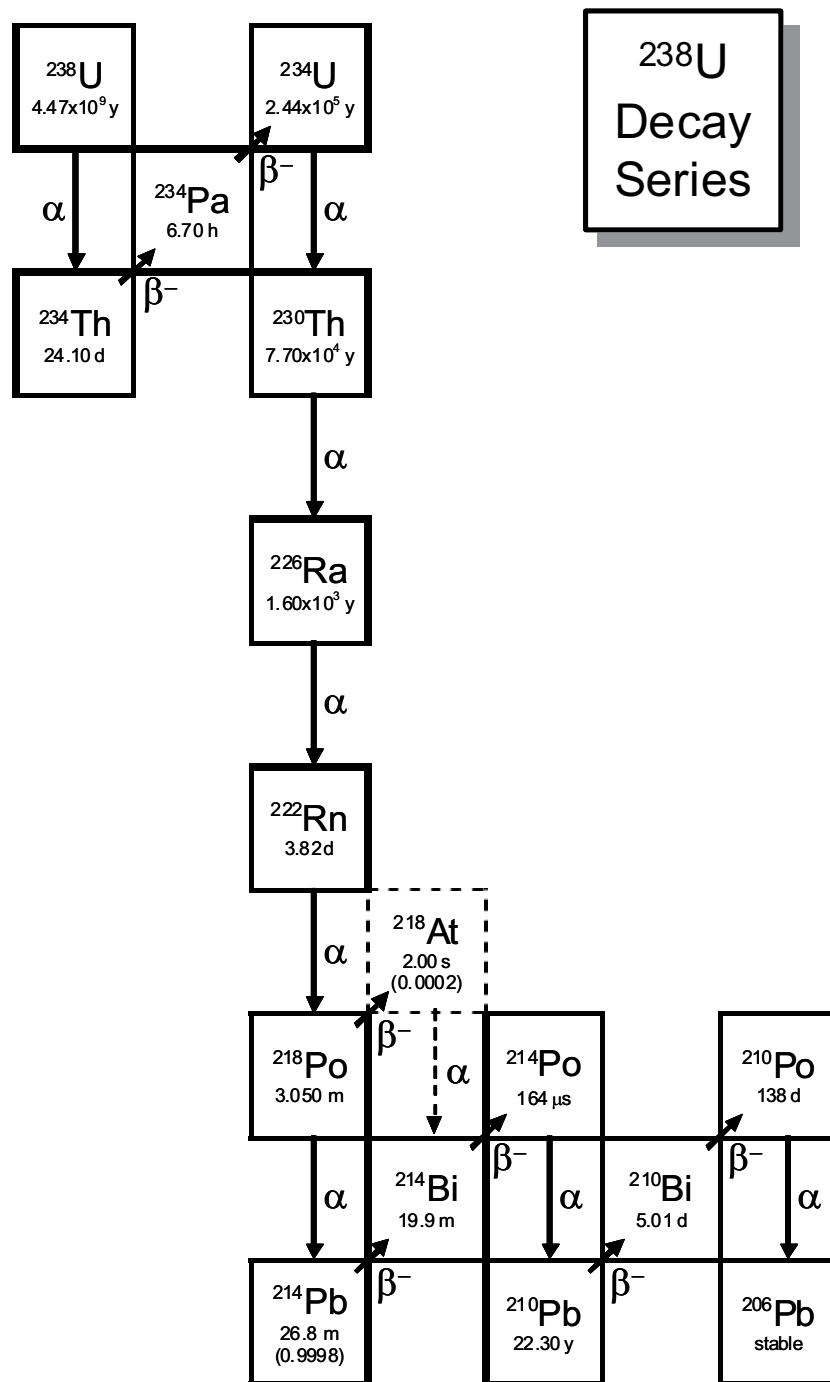 ²³⁸U
4.47x10⁹ y
²³⁴U
2.44x10⁵ y
²³⁸U
Decay
Series
β⁻
α
²³⁴Pa
6.70 h
α
β⁻
²³⁴Th
24.10 d
²³⁰Th
7.70x10⁴ y
α
²²⁶Ra
1.60x10³ y
α
²²²Rn
3.82 d
α
²¹⁸At
2.00 s
(0.0002)
β⁻
²¹⁸Po
3.050 m
α
²¹⁴Po
164 μs
²¹⁰Po
138 d
β⁻
β⁻
α
²¹⁴Bi
19.9 m
α
²¹⁰Bi
5.01 d
α
β⁻
β⁻
²¹⁴Pb
26.8 m
(0.9998)
²¹⁰Pb
22.30 y
²⁰⁶Pb
stable